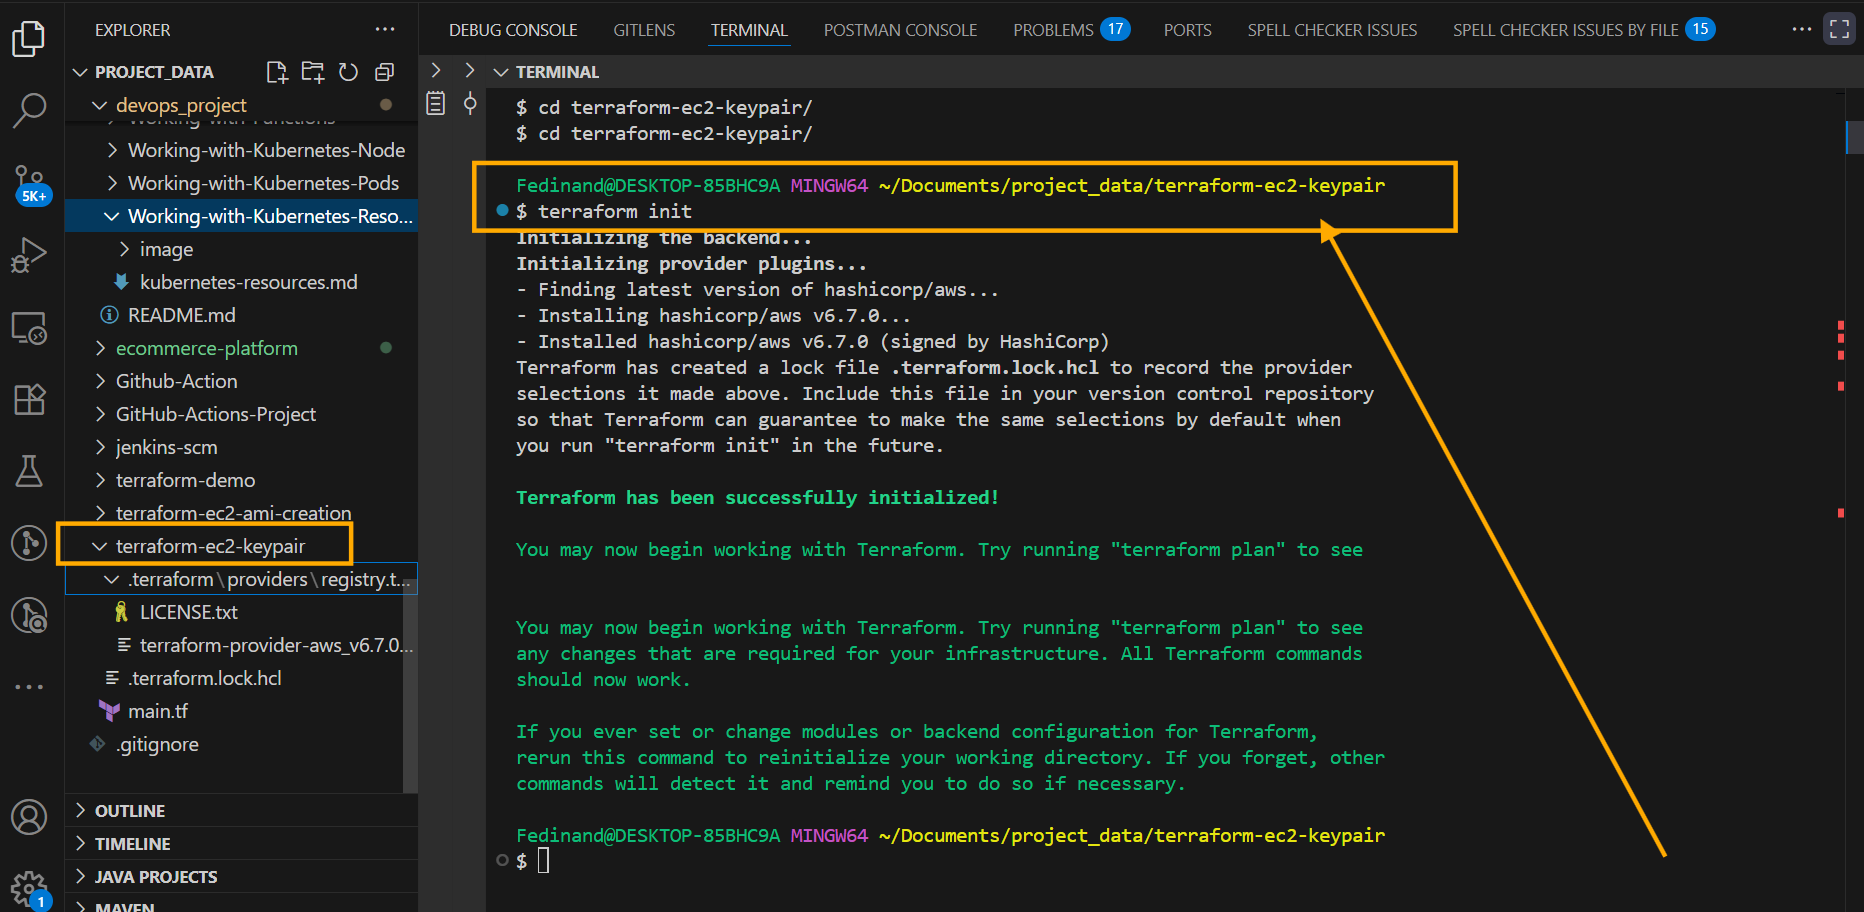 EXPLORER
PROJECT_DATA
devops_project
Working-with-Functions
Working-with-Kubernetes-Node
Working-with-Kubernetes-Pods
Working-with-Kubernetes-Reso...
image
kubernetes-resources.md
README.md
ecommerce-platform
Github-Action
GitHub-Actions-Project
jenkins-scm
terraform-demo
terraform-ec2-ami-creation
terraform-ec2-keypair
.terraform\providers\registry.t...
LICENSE.txt
terraform-provider-aws_v6.7.0...
.terraform.lock.hcl
main.tf
.gitignore
OUTLINE
TIMELINE
JAVA PROJECTS
MAVEN
5K+
1
DEBUG CONSOLE GITLENS TERMINAL POSTMAN CONSOLE PROBLEMS 17 PORTS SPELL CHECKER ISSUES SPELL CHECKER ISSUES BY FILE 15
TERMINAL
$ cd terraform-ec2-keypair/
$ cd terraform-ec2-keypair/
Fedinand@DESKTOP-85BHC9A MINGW64 ~/Documents/project_data/terraform-ec2-keypair
$ terraform init
Initializing the backend...
Initializing provider plugins...
- Finding latest version of hashicorp/aws...
- Installing hashicorp/aws v6.7.0...
- Installed hashicorp/aws v6.7.0 (signed by HashiCorp)
Terraform has created a lock file .terraform.lock.hcl to record the provider
selections it made above. Include this file in your version control repository
so that Terraform can guarantee to make the same selections by default when
you run "terraform init" in the future.
Terraform has been successfully initialized!
You may now begin working with Terraform. Try running "terraform plan" to see
You may now begin working with Terraform. Try running "terraform plan" to see
any changes that are required for your infrastructure. All Terraform commands
should now work.
If you ever set or change modules or backend configuration for Terraform,
rerun this command to reinitialize your working directory. If you forget, other
commands will detect it and remind you to do so if necessary.
Fedinand@DESKTOP-85BHC9A MINGW64 ~/Documents/project_data/terraform-ec2-keypair
$